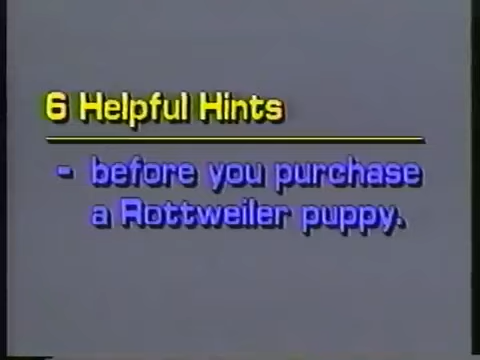 6 Helpful Hints
- before you purchase
a Rottweiler puppy.